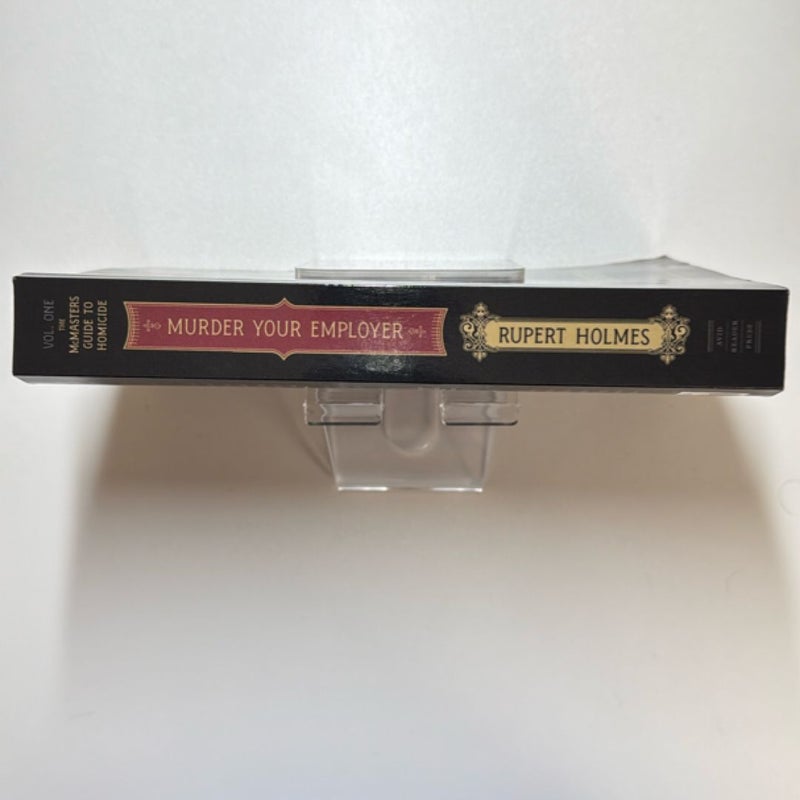 VOL. ONE
THE
McMASTERS
GUIDE TO
HOMICIDE
MURDER YOUR EMPLOYER
RUPERT HOLMES
AVID
READER
PRESS